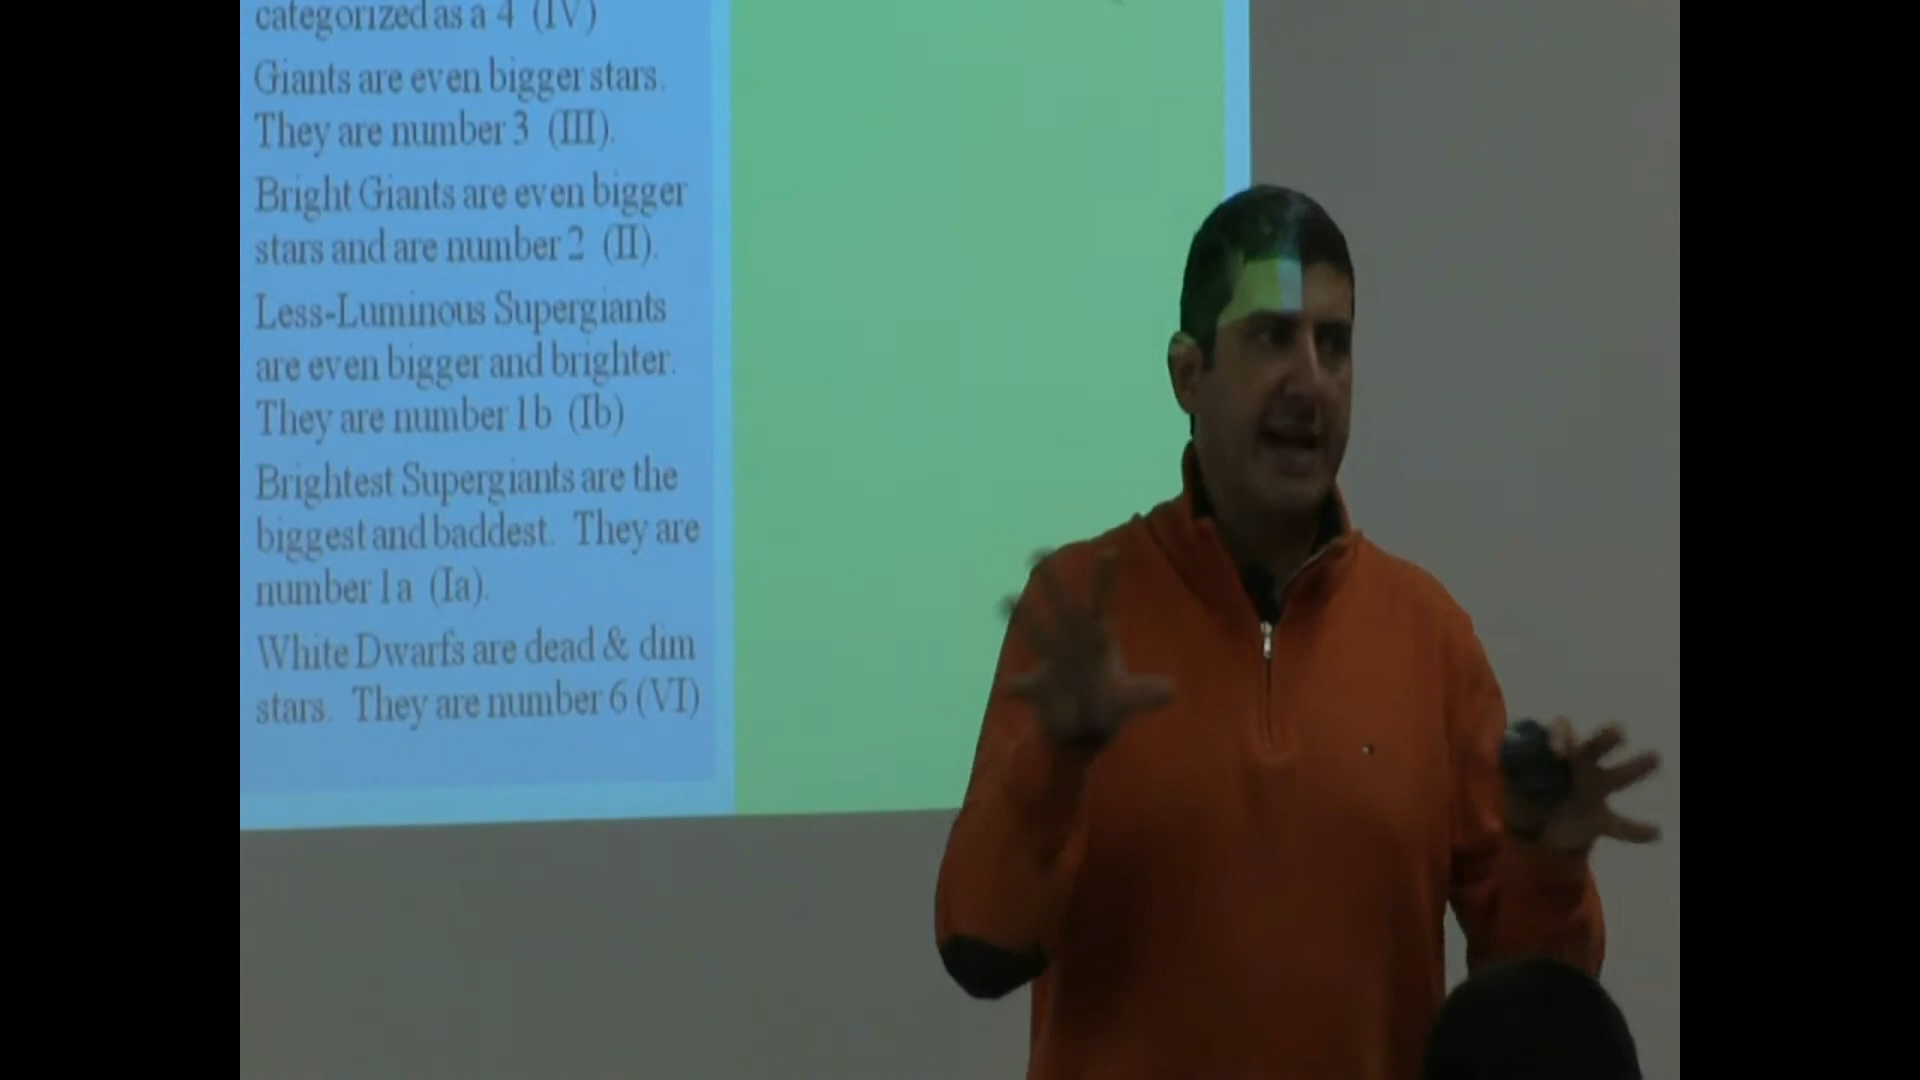 categorized as a 4 (IV)
Giants are even bigger stars.
They are number 3 (III).
Bright Giants are even bigger
stars and are number 2 (II).
Less-Luminous Supergiants
are even bigger and brighter.
They are number 1b (Ib)
Brightest Supergiants are the
biggest and baddest. They are
number 1a (Ia).
White Dwarfs are dead & dim
stars. They are number 6 (VI)